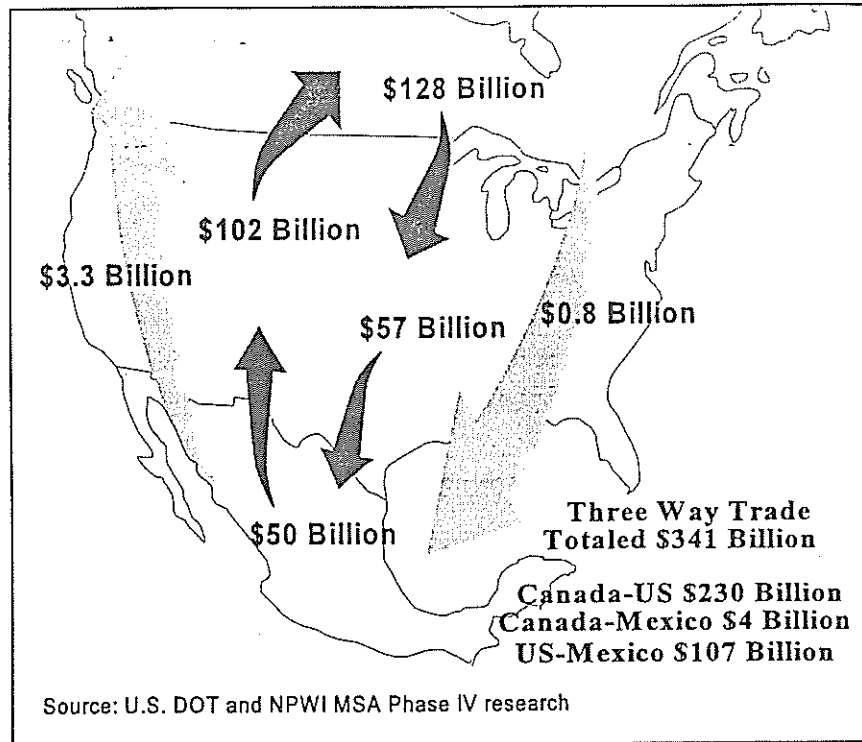 $128 Billion
$102 Billion
$3.3 Billion
$0.8 Billion
$57 Billion
$50 Billion
Three Way Trade
Totaled $341 Billion
Canada-US $230 Billion
Canada-Mexico $4 Billion
US-Mexico $107 Billion
Source: U.S. DOT and NPWI MSA Phase IV research